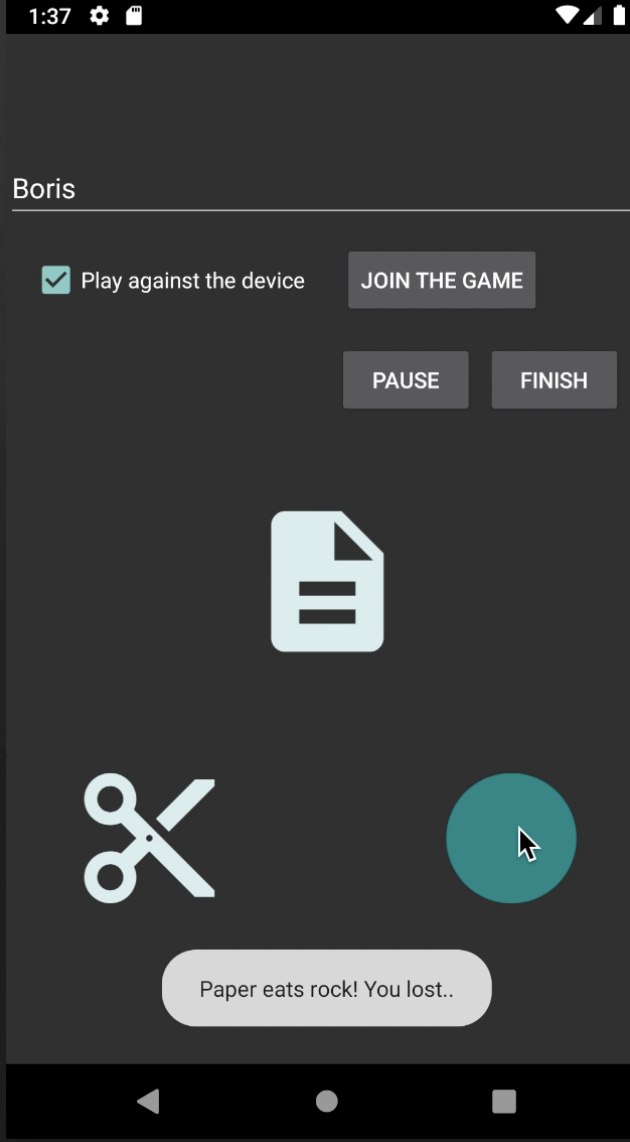 1:37
Boris
Play against the device
JOIN THE GAME
PAUSE
FINISH
Paper eats rock! You lost..